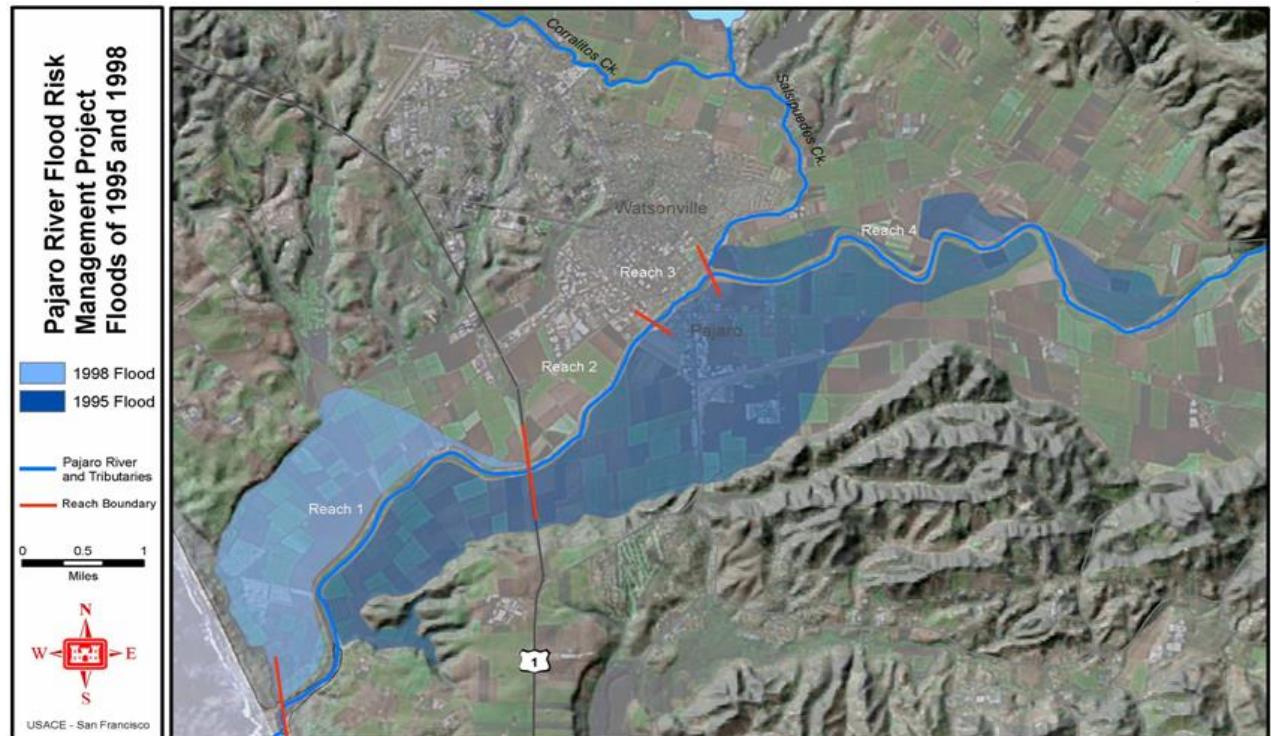 Pajaro River Flood Risk
Management Project
Floods of 1995 and 1998
1998 Flood
1995 Flood
Pajaro River
and Tributaries
Reach Boundary
0 0.5 1
Miles
N
W E
S
USACE - San Francisco
Corralitos Ck.
Salsipuedes Ck.
Watsonville
Reach 4
Reach 3
Pajaro
Reach 2
Reach 1
1